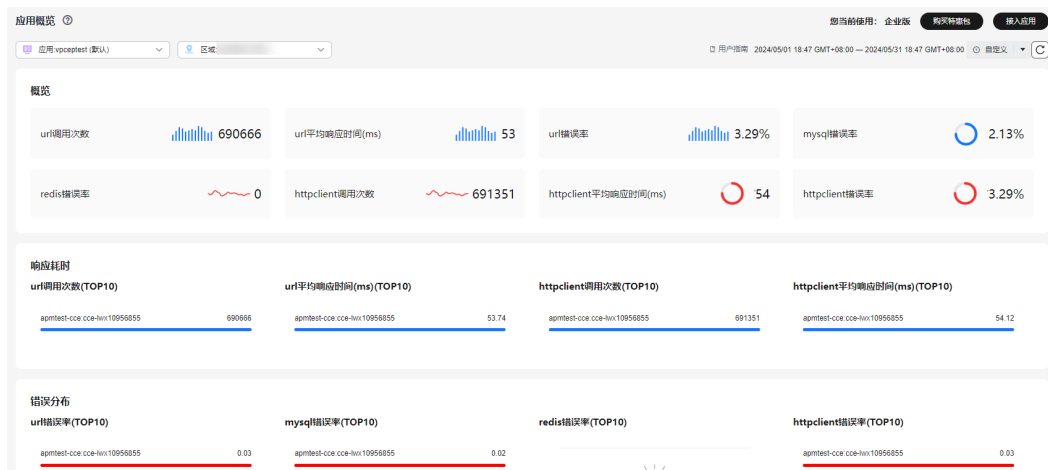 应用概览
您当前使用： 企业版 购买特惠包 接入应用
应用:vpceptest (默认) 区域
用户指南 2024/05/01 18:47 GMT+08:00 — 2024/05/31 18:47 GMT+08:00 自定义
概览
url调用次数 690666 url平均响应时间(ms) 53 url错误率 3.29% mysql错误率 2.13%
redis错误率 0 httpclient调用次数 691351 httpclient平均响应时间(ms) 54 httpclient错误率 3.29%
响应耗时
url调用次数(TOP10) url平均响应时间(ms)(TOP10) httpclient调用次数(TOP10) httpclient平均响应时间(ms)(TOP10)
apmtest-cce:cce-lwx10956855 690666 apmtest-cce:cce-lwx10956855 53.74 apmtest-cce:cce-lwx10956855 691351 apmtest-cce:cce-lwx10956855 54.12
错误分布
url错误率(TOP10) mysql错误率(TOP10) redis错误率(TOP10) httpclient错误率(TOP10)
apmtest-cce:cce-lwx10956855 0.03 apmtest-cce:cce-lwx10956855 0.02 apmtest-cce:cce-lwx10956855 0.03